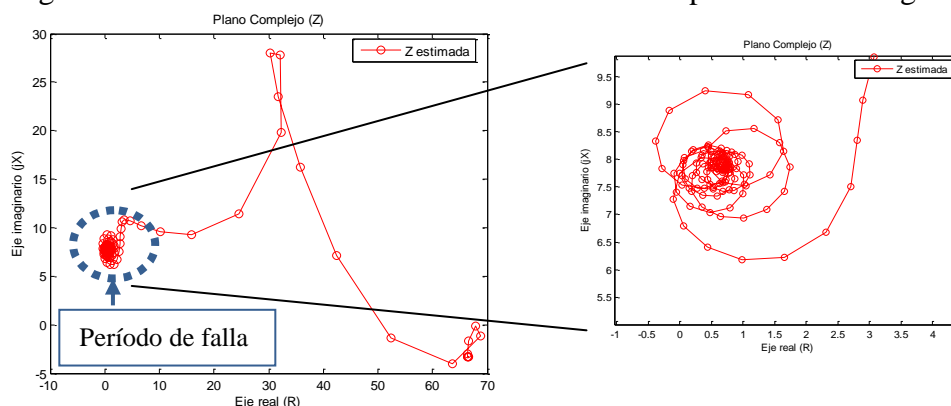 Plano Complejo (Z)
Z estimada
Eje imaginario (jX)
30
25
20
15
10
5
0
-5
-10 0 10 20 30 40 50 60 70
Eje real (R)
Período de falla
Plano Complejo (Z)
Z estimada
Eje imaginario (jX)
9.5
9
8.5
8
7.5
7
6.5
6
5.5
5
-1 -0.5 0 0.5 1 1.5 2 2.5 3 3.5 4
Eje real (R)